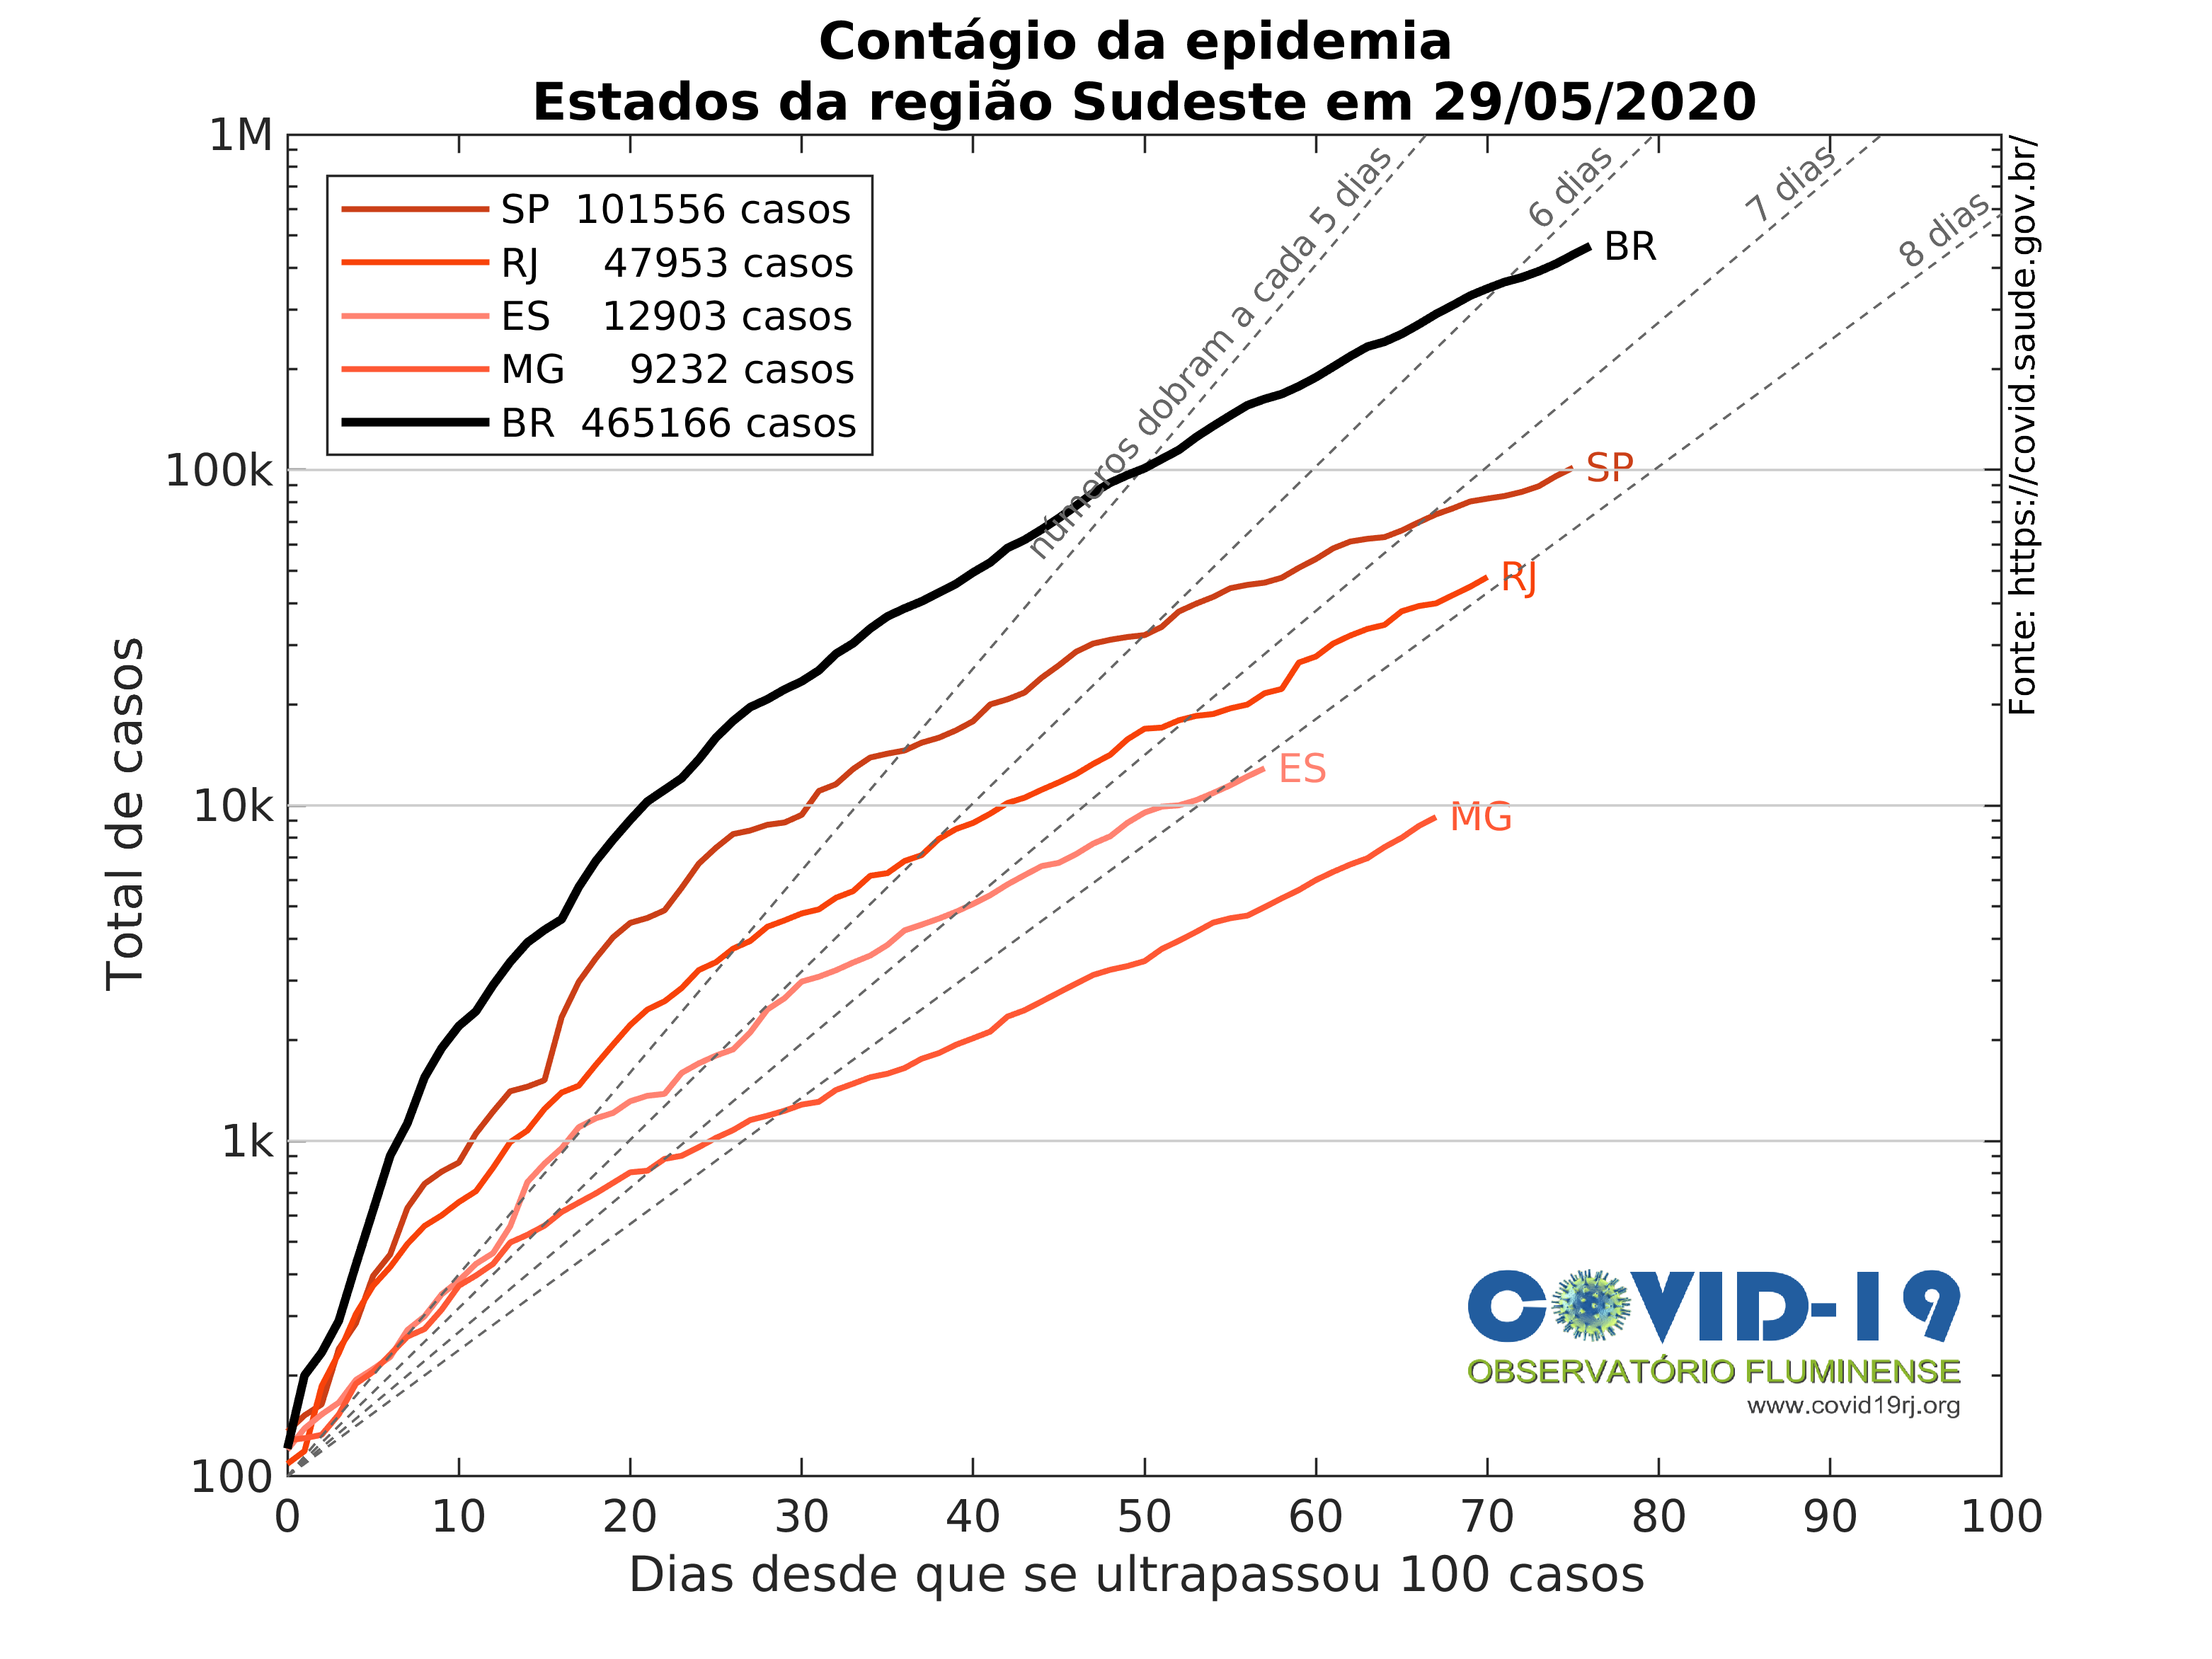 Contágio da epidemia
Estados da região Sudeste em 29/05/2020
1M
100k
10k
1k
100
Total de casos
SP 101556 casos
RJ 47953 casos
ES 12903 casos
MG 9232 casos
BR 465166 casos
números dobram a cada 5 dias
6 dias
7 dias
8 dias
BR
SP
RJ
ES
MG
Fonte: https://covid.saude.gov.br/
COVID-19
OBSERVATÓRIO FLUMINENSE
www.covid19rj.org
0 10 20 30 40 50 60 70 80 90 100
Dias desde que se ultrapassou 100 casos